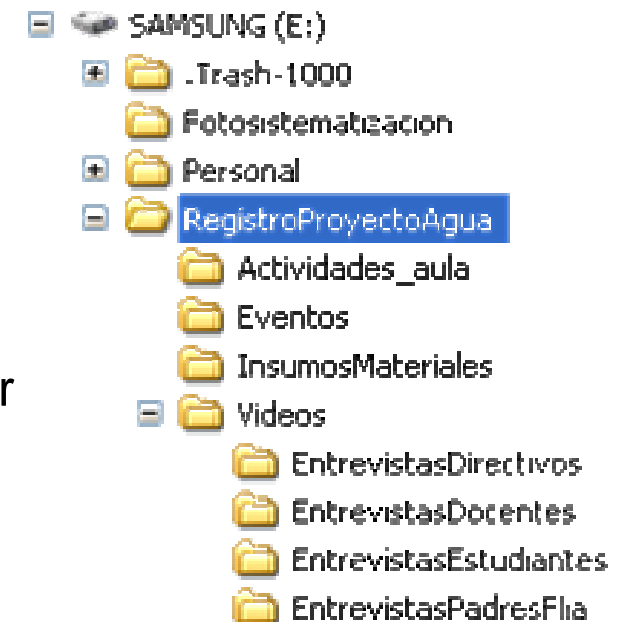 SAMSUNG (E:)
.Trash-1000
Fotosistematizacion
Personal
RegistroProyectoAgua
Actividades_aula
Eventos
InsumosMateriales
r
Videos
EntrevistasDirectivos
EntrevistasDocentes
EntrevistasEstudiantes
EntrevistasPadresFlia